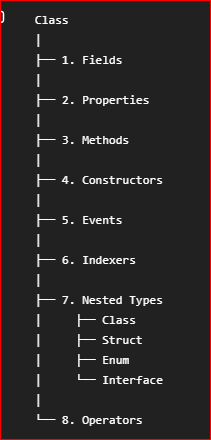 )
Class
│
├── 1. Fields
│
├── 2. Properties
│
├── 3. Methods
│
├── 4. Constructors
│
├── 5. Events
│
├── 6. Indexers
│
├── 7. Nested Types
│     ├── Class
│     ├── Struct
│     ├── Enum
│     └── Interface
│
└── 8. Operators